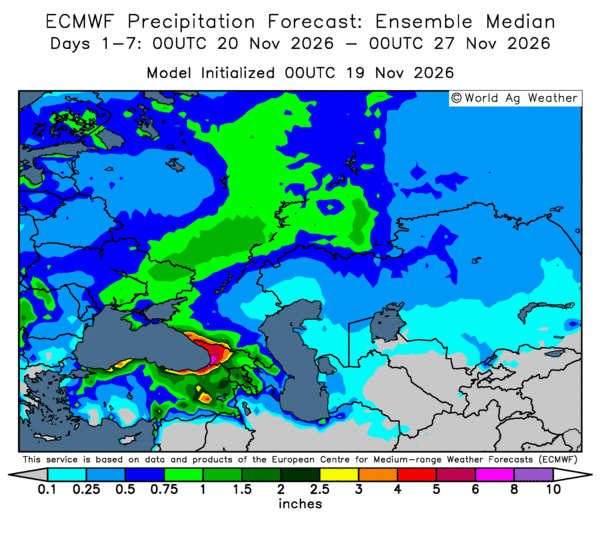 ECMWF Precipitation Forecast: Ensemble Median
Days 1-7: 00UTC 20 Nov 2026 – 00UTC 27 Nov 2026
Model Initialized 00UTC 19 Nov 2026
© World Ag Weather
This service is based on data and products of the European Centre for Medium-range Weather Forecasts (ECMWF)
0.1 0.25 0.5 0.75 1 1.5 2 2.5 3 4 5 6 8 10
inches